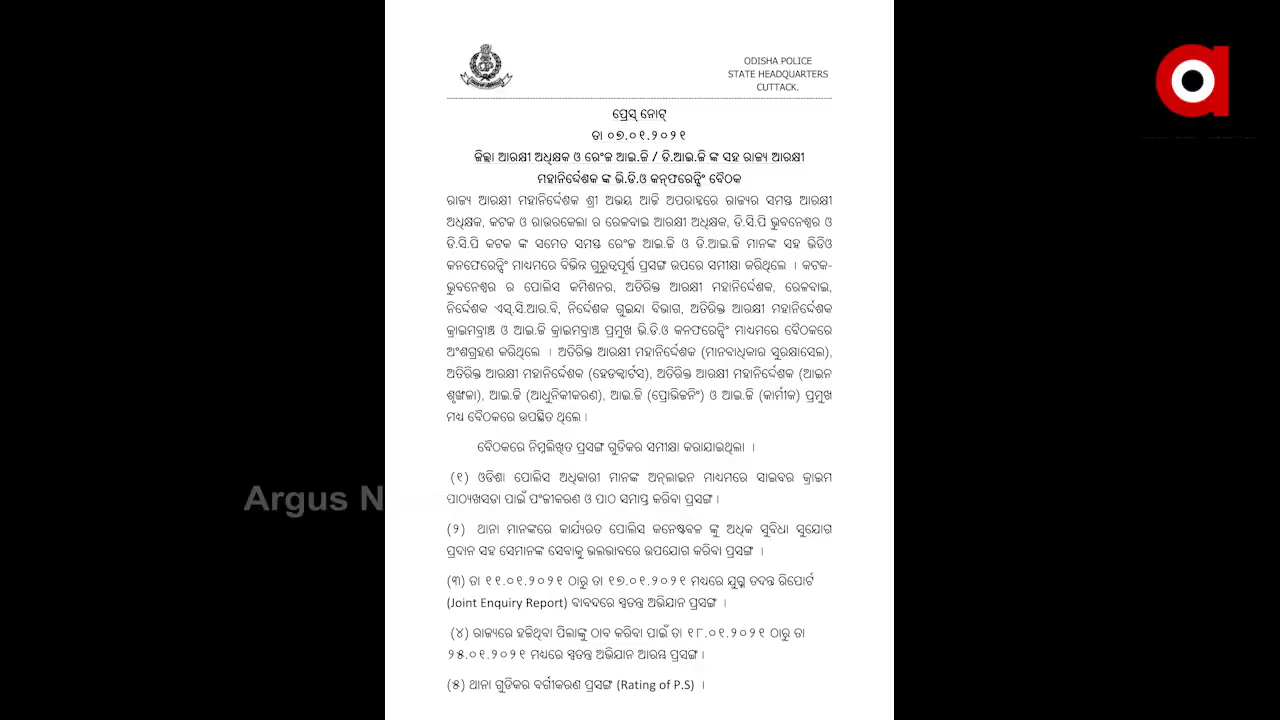 ODISHA POLICE
STATE HEADQUARTERS
CUTTACK.
ପ୍ରେସ୍ ନୋଟ୍
ତା ୦୭.୦୧.୨୦୨୧
ଜିଲ୍ଲା ଆରକ୍ଷୀ ଅଧିକ୍ଷକ ଓ ରେଂଜ ଆଇ.ଜି / ଡି.ଆଇ.ଜି ଙ୍କ ସହ ରାଜ୍ୟ ଆରକ୍ଷୀ
ମହାନିର୍ଦ୍ଦେଶକ ଙ୍କ ଭି.ଡି.ଓ କନ୍‌ଫରେନ୍ସିଂ ବୈଠକ
ରାଜ୍ୟ ଆରକ୍ଷୀ ମହାନିର୍ଦ୍ଦେଶକ ଶ୍ରୀ ଅଭୟ ଆଜି ଅପରାହ୍ନରେ ରାଜ୍ୟର ସମସ୍ତ ଆରକ୍ଷୀ
ଅଧିକ୍ଷକ, କଟକ ଓ ରାଉରକେଲା ର ରେଳବାଇ ଆରକ୍ଷୀ ଅଧିକ୍ଷକ, ଡି.ସି.ପି ଭୁବନେଶ୍ୱର ଓ
ଡି.ସି.ପି କଟକ ଙ୍କ ସମେତ ସମସ୍ତ ରେଂଜ ଆଇ.ଜି ଓ ଡି.ଆଇ.ଜି ମାନଙ୍କ ସହ ଭିଡିଓ
କନଫେରେନ୍ସିଂ ମାଧ୍ୟମରେ ବିଭିନ୍ନ ଗୁରୁତ୍ୱପୂର୍ଣ୍ଣ ପ୍ରସଙ୍ଗ ଉପରେ ସମୀକ୍ଷା କରିଥିଲେ । କଟକ-
ଭୁବନେଶ୍ୱର ର ପୋଲିସ କମିଶନର, ଅତିରିକ୍ତ ଆରକ୍ଷୀ ମହାନିର୍ଦ୍ଦେଶକ, ରେଳବାଇ,
ନିର୍ଦ୍ଦେଶକ ଏସ୍.ସି.ଆର.ବି, ନିର୍ଦ୍ଦେଶକ ଗୁଇନ୍ଦା ବିଭାଗ, ଅତିରିକ୍ତ ଆରକ୍ଷୀ ମହାନିର୍ଦ୍ଦେଶକ
କ୍ରାଇମବ୍ରାଞ୍ଚ ଓ ଆଇ.ଜି କ୍ରାଇମବ୍ରାଞ୍ଚ ପ୍ରମୁଖ ଭି.ଡି.ଓ କନଫରେନ୍ସିଂ ମାଧ୍ୟମରେ ବୈଠକରେ
ଅଂଶଗ୍ରହଣ କରିଥିଲେ । ଅତିରିକ୍ତ ଆରକ୍ଷୀ ମହାନିର୍ଦ୍ଦେଶକ (ମାନବାଧିକାର ସୁରକ୍ଷାସେଲ),
ଅତିରିକ୍ତ ଆରକ୍ଷୀ ମହାନିର୍ଦ୍ଦେଶକ (ହେଡକ୍ୱାର୍ଟସ), ଅତିରିକ୍ତ ଆରକ୍ଷୀ ମହାନିର୍ଦ୍ଦେଶକ (ଆଇନ
ଶୃଙ୍ଖଳା), ଆଇ.ଜି (ଆଧୁନିକୀକରଣ), ଆଇ.ଜି (ପ୍ରୋଭିଜନିଂ) ଓ ଆଇ.ଜି (କାର୍ମୀକ) ପ୍ରମୁଖ
ମଧ୍ୟ ବୈଠକରେ ଉପସ୍ଥିତ ଥିଲେ ।
ବୈଠକରେ ନିମ୍ନଲିଖିତ ପ୍ରସଙ୍ଗ ଗୁଡିକର ସମୀକ୍ଷା କରାଯାଇଥିଲା ।
(୧) ଓଡିଶା ପୋଲିସ ଅଧିକାରୀ ମାନଙ୍କ ଅନ୍‌ଲାଇନ ମାଧ୍ୟମରେ ସାଇବର କ୍ରାଇମ
ପାଠ୍ୟଖସଡା ପାଇଁ ପଂଜୀକରଣ ଓ ପାଠ ସମାପ୍ତ କରିବା ପ୍ରସଙ୍ଗ ।
(୨) ଥାନା ମାନଙ୍କରେ କାର୍ଯ୍ୟରତ ପୋଲିସ କନେଷ୍ଟବଳ ଙ୍କୁ ଅଧିକ ସୁବିଧା ସୁଯୋଗ
ପ୍ରଦାନ ସହ ସେମାନଙ୍କ ସେବାକୁ ଭଲଭାବରେ ଉପଯୋଗ କରିବା ପ୍ରସଙ୍ଗ ।
(୩) ତା ୧୧.୦୧.୨୦୨୧ ଠାରୁ ତା ୧୭.୦୧.୨୦୨୧ ମଧ୍ୟରେ ଯୁଗ୍ମ ତଦନ୍ତ ରିପୋର୍ଟ
(Joint Enquiry Report) ବାବଦରେ ସ୍ୱତନ୍ତ୍ର ଅଭିଯାନ ପ୍ରସଙ୍ଗ ।
(୪) ରାଜ୍ୟରେ ହଜିଥିବା ପିଲାଙ୍କୁ ଠାବ କରିବା ପାଇଁ ତା ୧୮.୦୧.୨୦୨୧ ଠାରୁ ତା
୨୫.୦୧.୨୦୨୧ ମଧ୍ୟରେ ସ୍ୱତନ୍ତ୍ର ଅଭିଯାନ ଆରମ୍ଭ ପ୍ରସଙ୍ଗ ।
(୫) ଥାନା ଗୁଡିକର ବର୍ଗୀକରଣ ପ୍ରସଙ୍ଗ (Rating of P.S) ।
Argus N